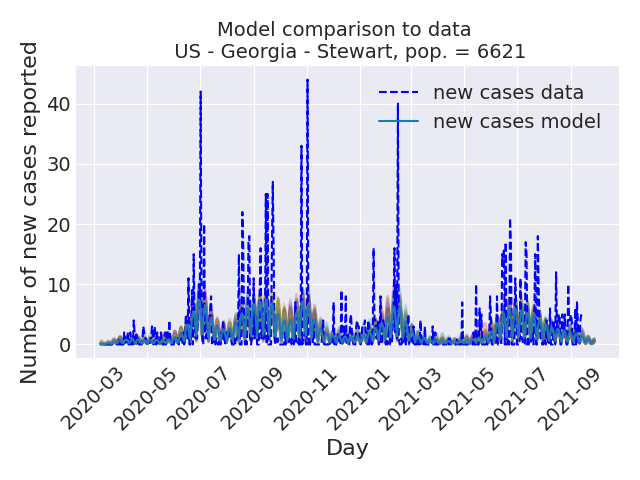 Model comparison to data
US - Georgia - Stewart, pop. = 6621
Number of new cases reported
40
30
20
10
0
new cases data
new cases model
2020-03
2020-05
2020-07
2020-09
2020-11
2021-01
2021-03
2021-05
2021-07
2021-09
Day